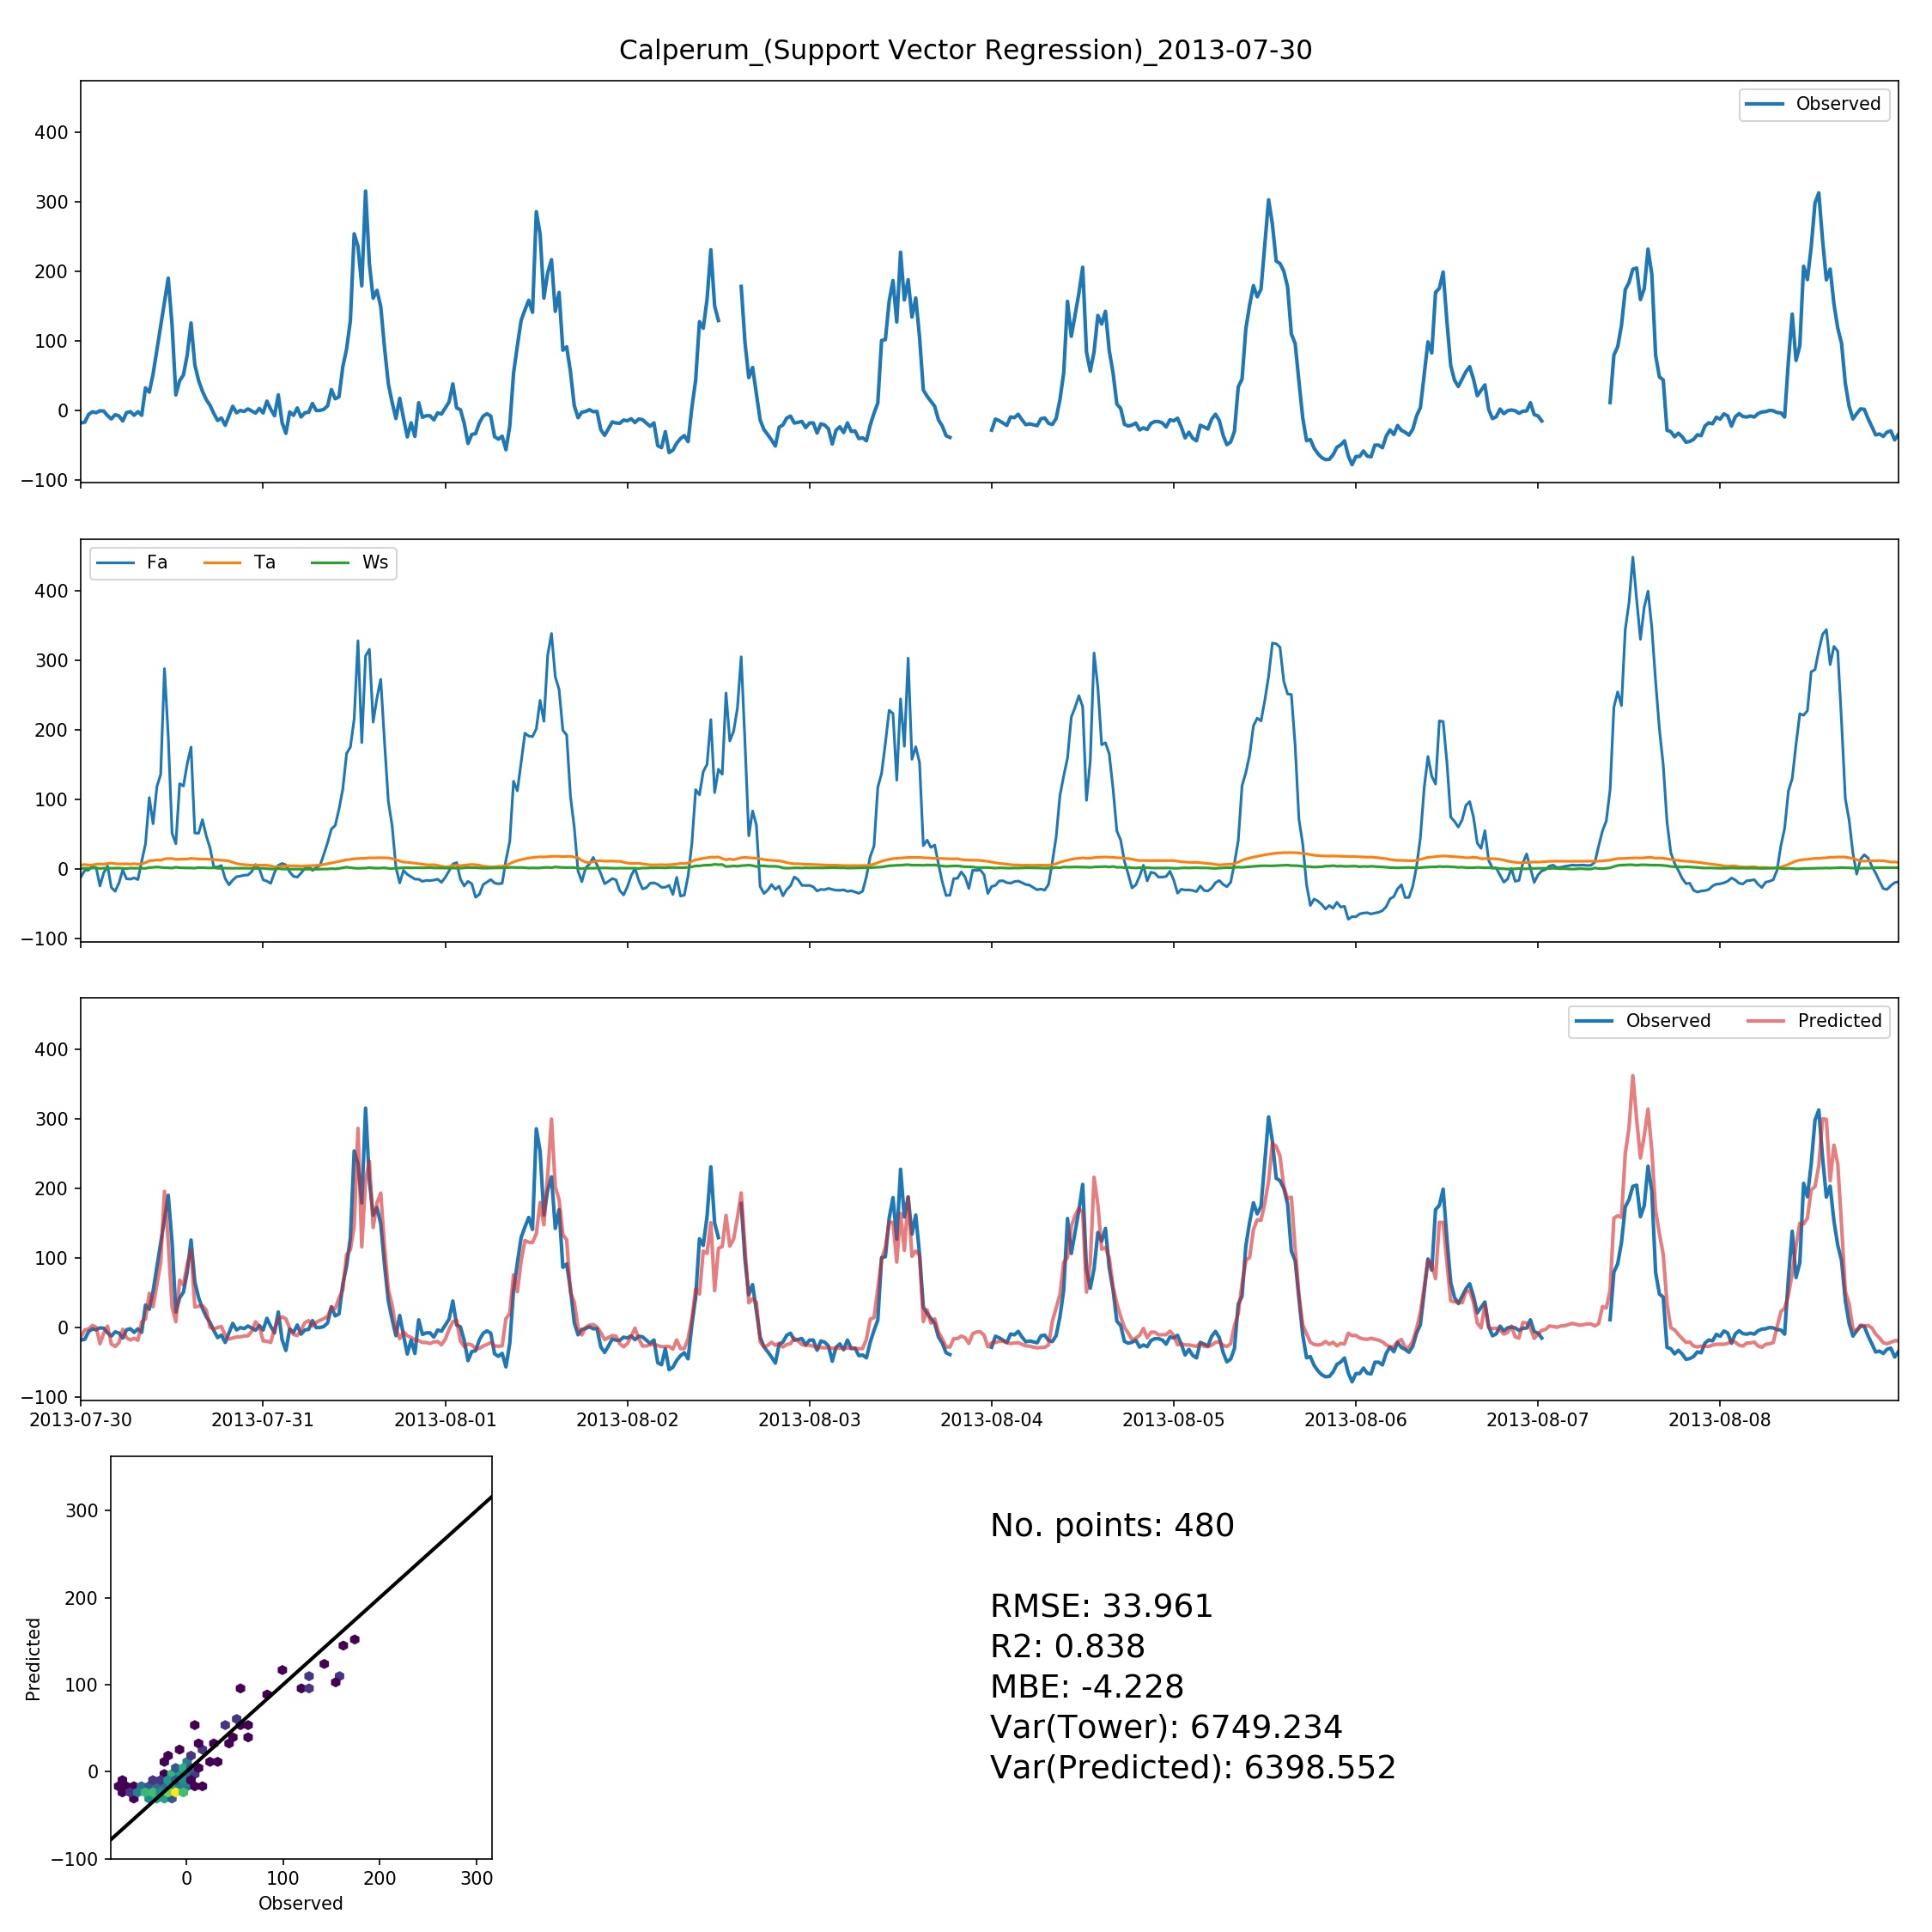 Calperum_(Support Vector Regression)_2013-07-30
Observed
400
300
200
100
0
−100
Fa Ta Ws
400
300
200
100
0
−100
Observed Predicted
400
300
200
100
0
−100
2013-07-30 2013-07-31 2013-08-01 2013-08-02 2013-08-03 2013-08-04 2013-08-05 2013-08-06 2013-08-07 2013-08-08
300
200
100
0
−100
Predicted
0 100 200 300
Observed
No. points: 480
RMSE: 33.961
R2: 0.838
MBE: -4.228
Var(Tower): 6749.234
Var(Predicted): 6398.552